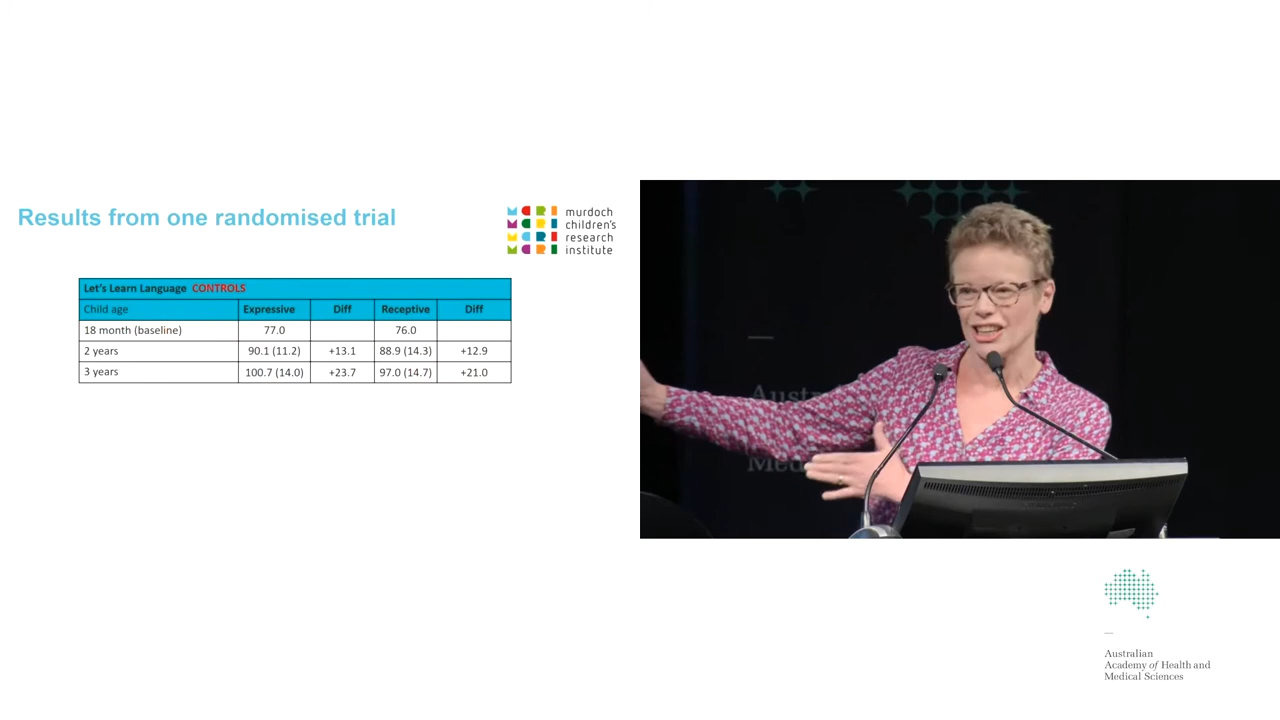 Results from one randomised trial
murdoch
children's
research
institute
Let's Learn Language CONTROLS
Child age Expressive Diff Receptive Diff
18 month (baseline) 77.0 76.0
2 years 90.1 (11.2) +13.1 88.9 (14.3) +12.9
3 years 100.7 (14.0) +23.7 97.0 (14.7) +21.0
Australian
Academy of Health and
Medical Sciences